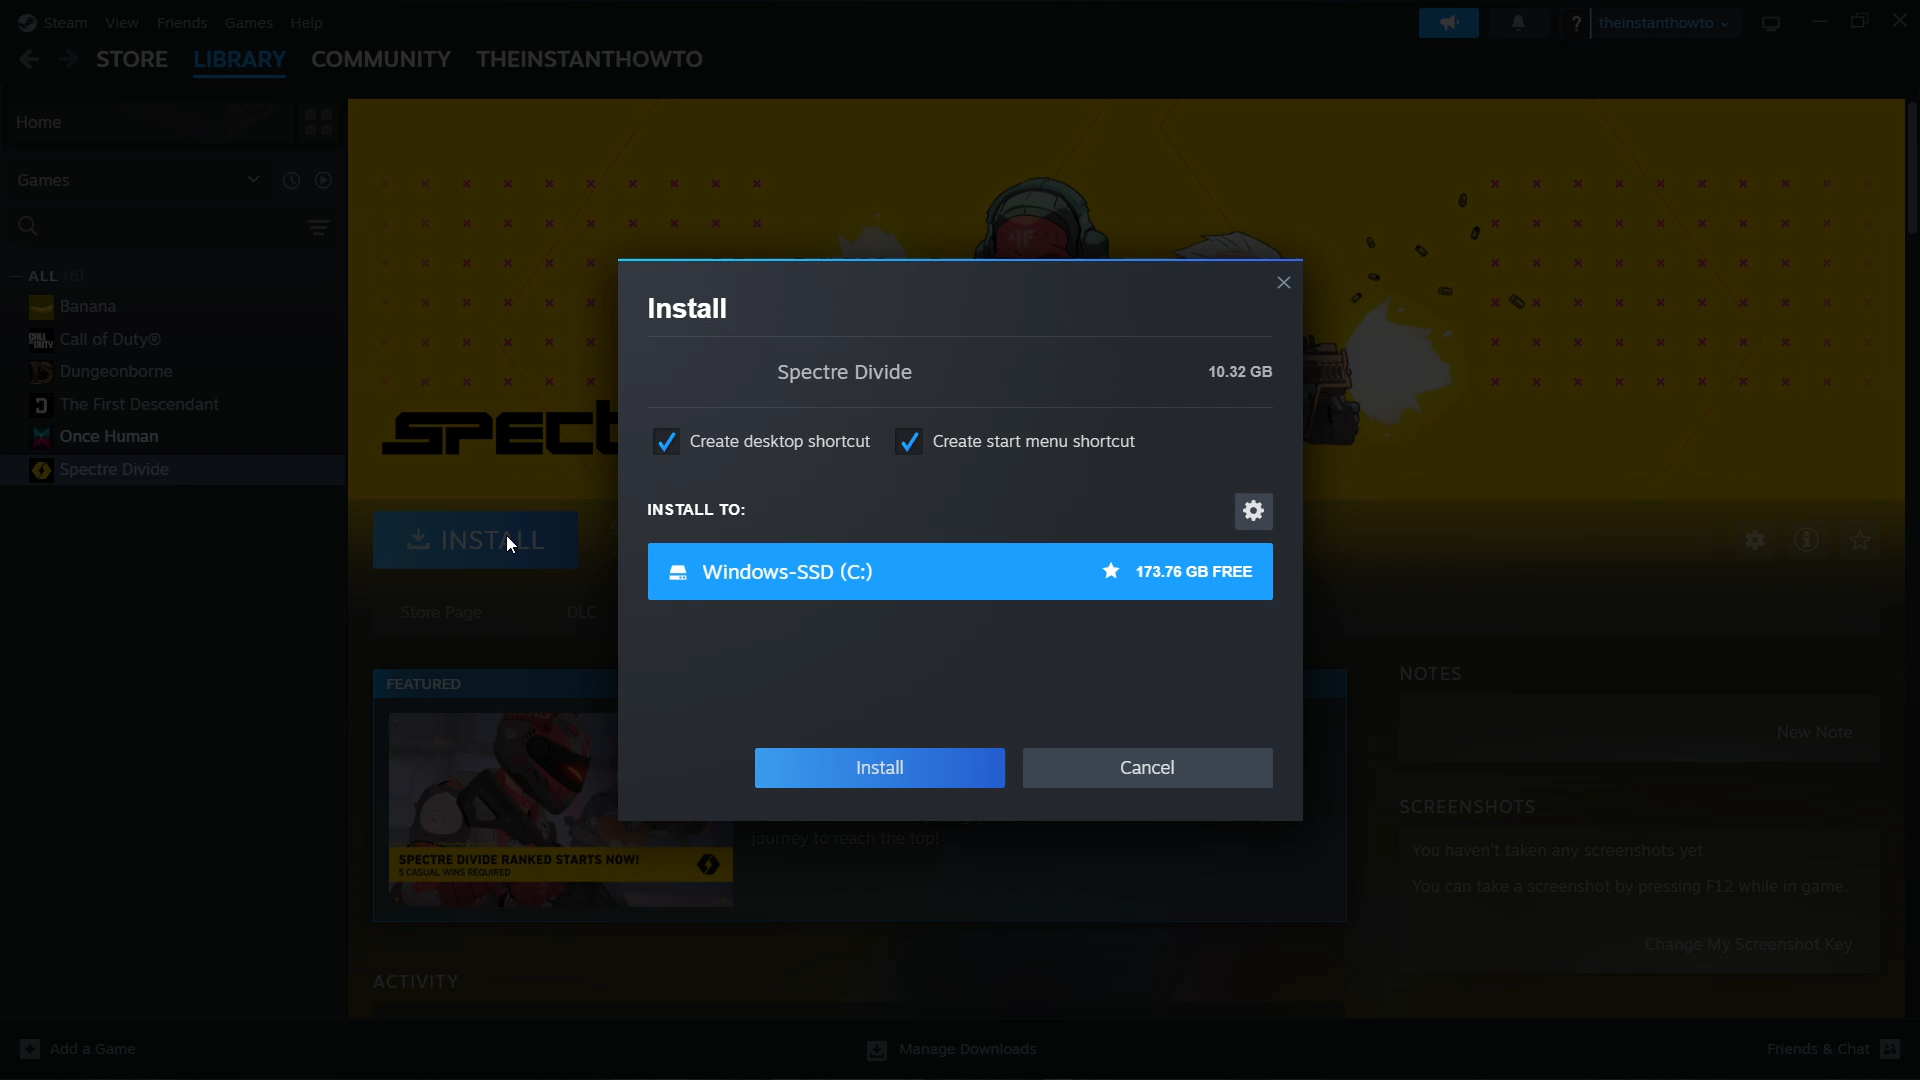 Steam View Friends Games Help
? theinstanthowto
STORE LIBRARY COMMUNITY THEINSTANTHOWTO
Home
Games
— ALL (6)
Banana
Call of Duty®
Dungeonborne
The First Descendant
Once Human
Spectre Divide
SPECT
INSTALL
Store Page DLC
FEATURED
SPECTRE DIVIDE RANKED STARTS NOW!
5 CASUAL WINS REQUIRED
journey to reach the top!
ACTIVITY
Install
Spectre Divide 10.32 GB
Create desktop shortcut Create start menu shortcut
INSTALL TO:
Windows-SSD (C:) 173.76 GB FREE
Install Cancel
NOTES
New Note
SCREENSHOTS
You haven't taken any screenshots yet
You can take a screenshot by pressing F12 while in game.
Change My Screenshot Key
Add a Game Manage Downloads Friends & Chat